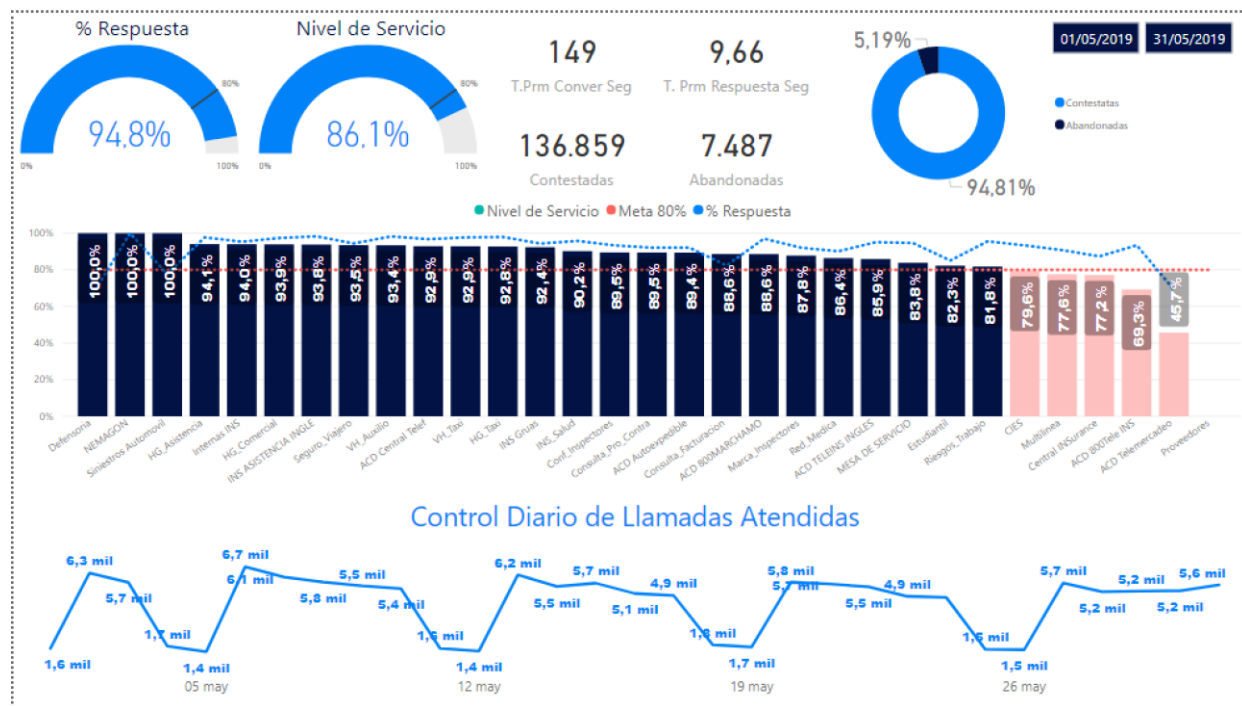 % Respuesta
Nivel de Servicio
80%
94,8%
0%
100%
80%
86,1%
0%
100%
149
T.Prm Conver Seg
9,66
T. Prm Respuesta Seg
136.859
Contestadas
7.487
Abandonadas
5,19%
94,81%
01/05/2019
31/05/2019
Contestatas
Abandonadas
Nivel de Servicio
Meta 80%
% Respuesta
100%
80%
60%
40%
20%
0%
100,0%
100,0%
100,0%
94,1%
94,0%
93,9%
93,8%
93,5%
93,4%
92,9%
92,9%
92,8%
92,4%
90,2%
89,5%
89,5%
89,4%
88,6%
88,6%
87,8%
86,4%
85,9%
83,8%
82,3%
81,8%
79,6%
77,6%
77,2%
69,3%
45,7%
Defensoria
NEMAGON
Siniestros Automovil
HG_Asistencia
Internas INS
HG_Comercial
INS ASISTENCIA INGLE
Seguro_Viajero
VH_Auxilio
ACD Central Telef
VH_Taxi
HG_Taxi
INS Gruas
INS_Salud
Conf_Inspectores
Consulta_Pro_Contra
ACD Autoexpedible
Consulta_Facturacion
ACD 800MARCHAMO
Marca_Inspectores
Red_Medica
ACD TELEINS INGLES
MESA DE SERVICIO
Estudiantil
Riesgos_Trabajo
CIES
Multilinea
Central INSurance
ACD 800Tele INS
ACD Telemercadeo
Proveedores
Control Diario de Llamadas Atendidas
1,6 mil
6,3 mil
5,7 mil
1,7 mil
1,4 mil
6,7 mil
6,1 mil
5,8 mil
5,5 mil
5,4 mil
1,6 mil
1,4 mil
6,2 mil
5,5 mil
5,7 mil
5,1 mil
4,9 mil
1,8 mil
1,7 mil
5,8 mil
5,5 mil
4,9 mil
1,5 mil
1,5 mil
5,7 mil
5,2 mil
5,2 mil
5,2 mil
5,6 mil
05 may
12 may
19 may
26 may